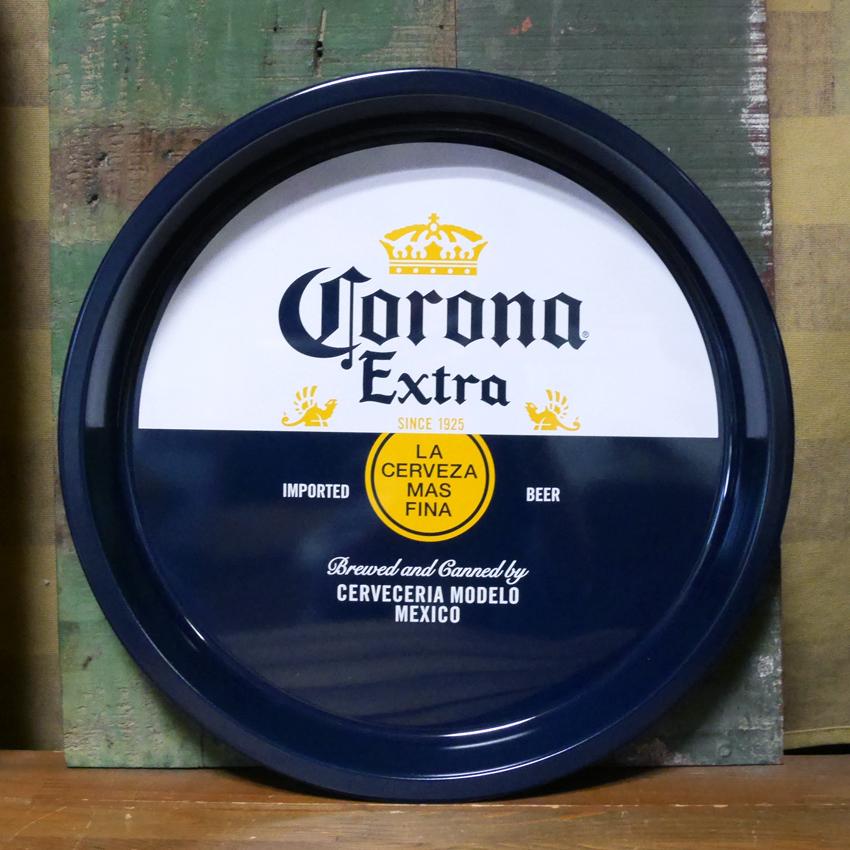 Corona®
Extra
SINCE 1925
LA
CERVEZA
MAS
FINA
IMPORTED BEER
Brewed and Canned by
CERVECERIA MODELO
MEXICO